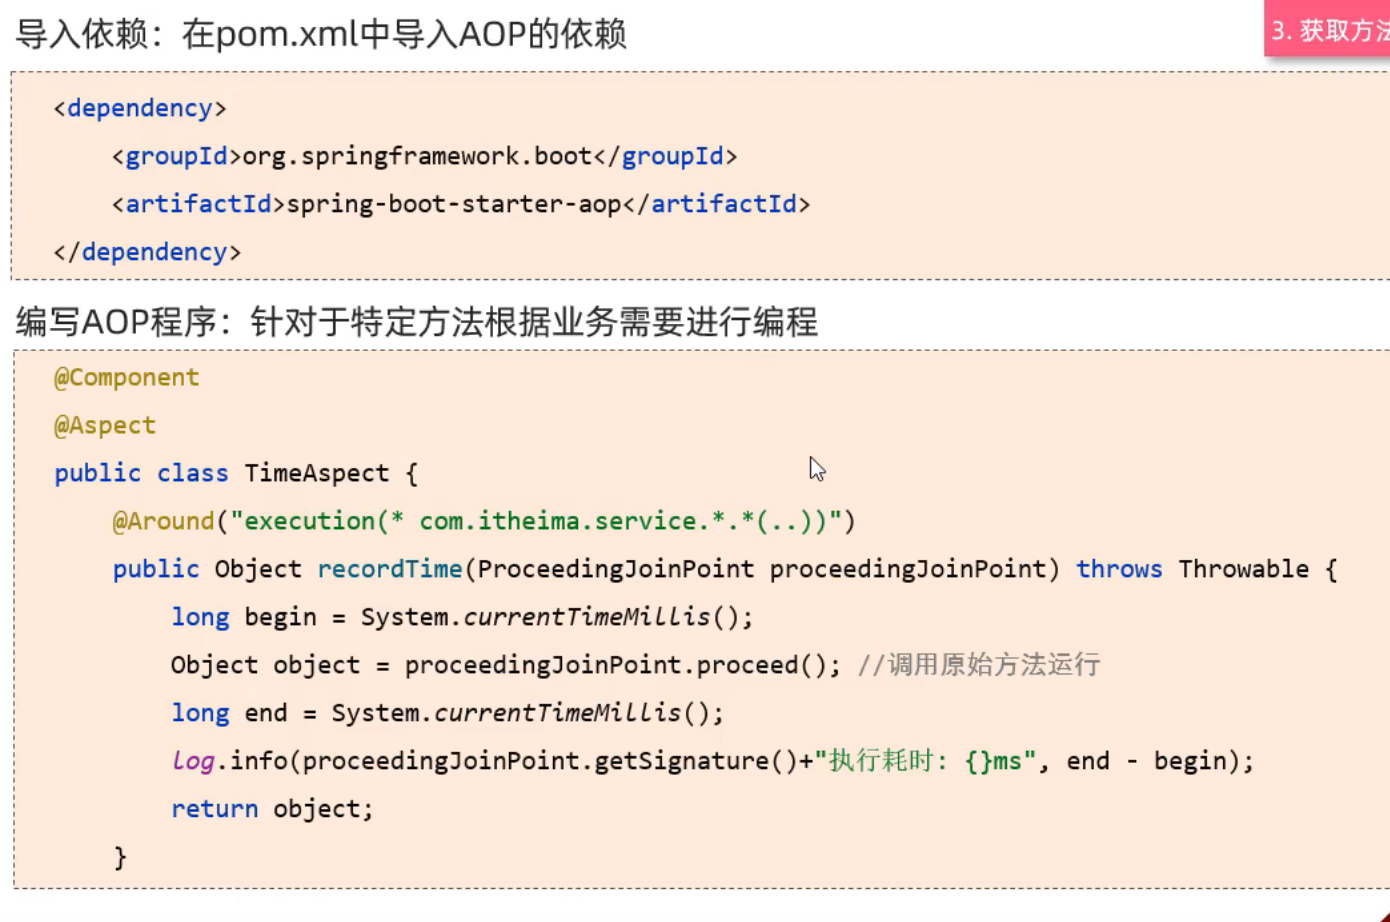 导入依赖：在pom.xml中导入AOP的依赖
3. 获取方法
<dependency>
<groupId>org.springframework.boot</groupId>
<artifactId>spring-boot-starter-aop</artifactId>
</dependency>
编写AOP程序：针对于特定方法根据业务需要进行编程
@Component
@Aspect
public class TimeAspect {
@Around("execution(* com.itheima.service.*.*(..))")
public Object recordTime(ProceedingJoinPoint proceedingJoinPoint) throws Throwable {
long begin = System.currentTimeMillis();
Object object = proceedingJoinPoint.proceed(); //调用原始方法运行
long end = System.currentTimeMillis();
log.info(proceedingJoinPoint.getSignature()+"执行耗时: {}ms", end - begin);
return object;
}